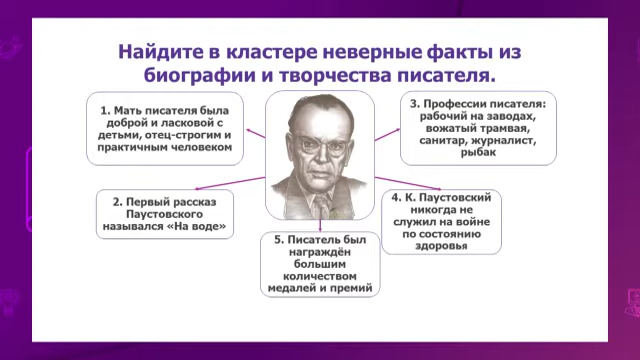 Найдите в кластере неверные факты из
биографии и творчества писателя.
1. Мать писателя была
доброй и ласковой с
детьми, отец-строгим и
практичным человеком
3. Профессии писателя:
рабочий на заводах,
вожатый трамвая,
санитар, журналист,
рыбак
2. Первый рассказ
Паустовского
назывался «На воде»
4. К. Паустовский
никогда не
служил на войне
по состоянию
здоровья
5. Писатель был
награждён
большим
количеством
медалей и премий